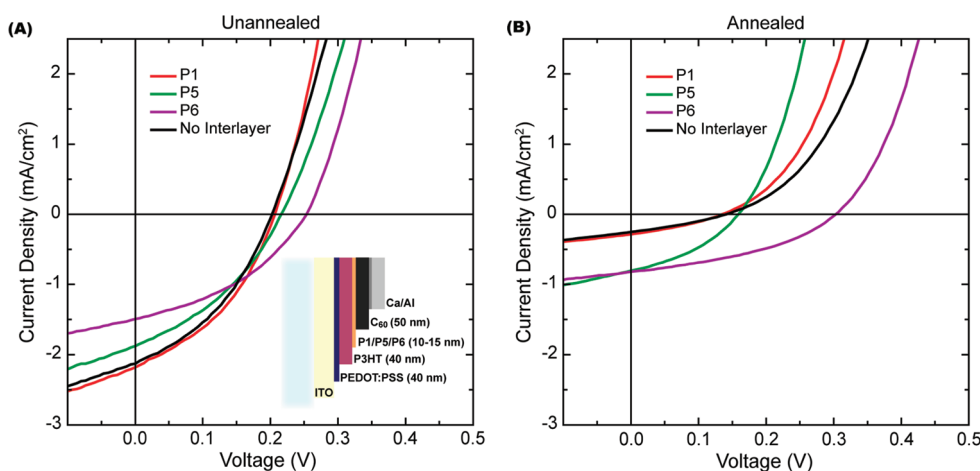 (A)
Unannealed
P1
P5
P6
No Interlayer
2
1
0
-1
-2
-3
Current Density (mA/cm²)
0.0 0.1 0.2 0.3 0.4 0.5
Voltage (V)
Ca/Al
C₆₀ (50 nm)
P1/P5/P6 (10-15 nm)
P3HT (40 nm)
PEDOT:PSS (40 nm)
ITO
(B)
Annealed
P1
P5
P6
No Interlayer
2
1
0
-1
-2
-3
Current Density (mA/cm²)
0.0 0.1 0.2 0.3 0.4 0.5
Voltage (V)